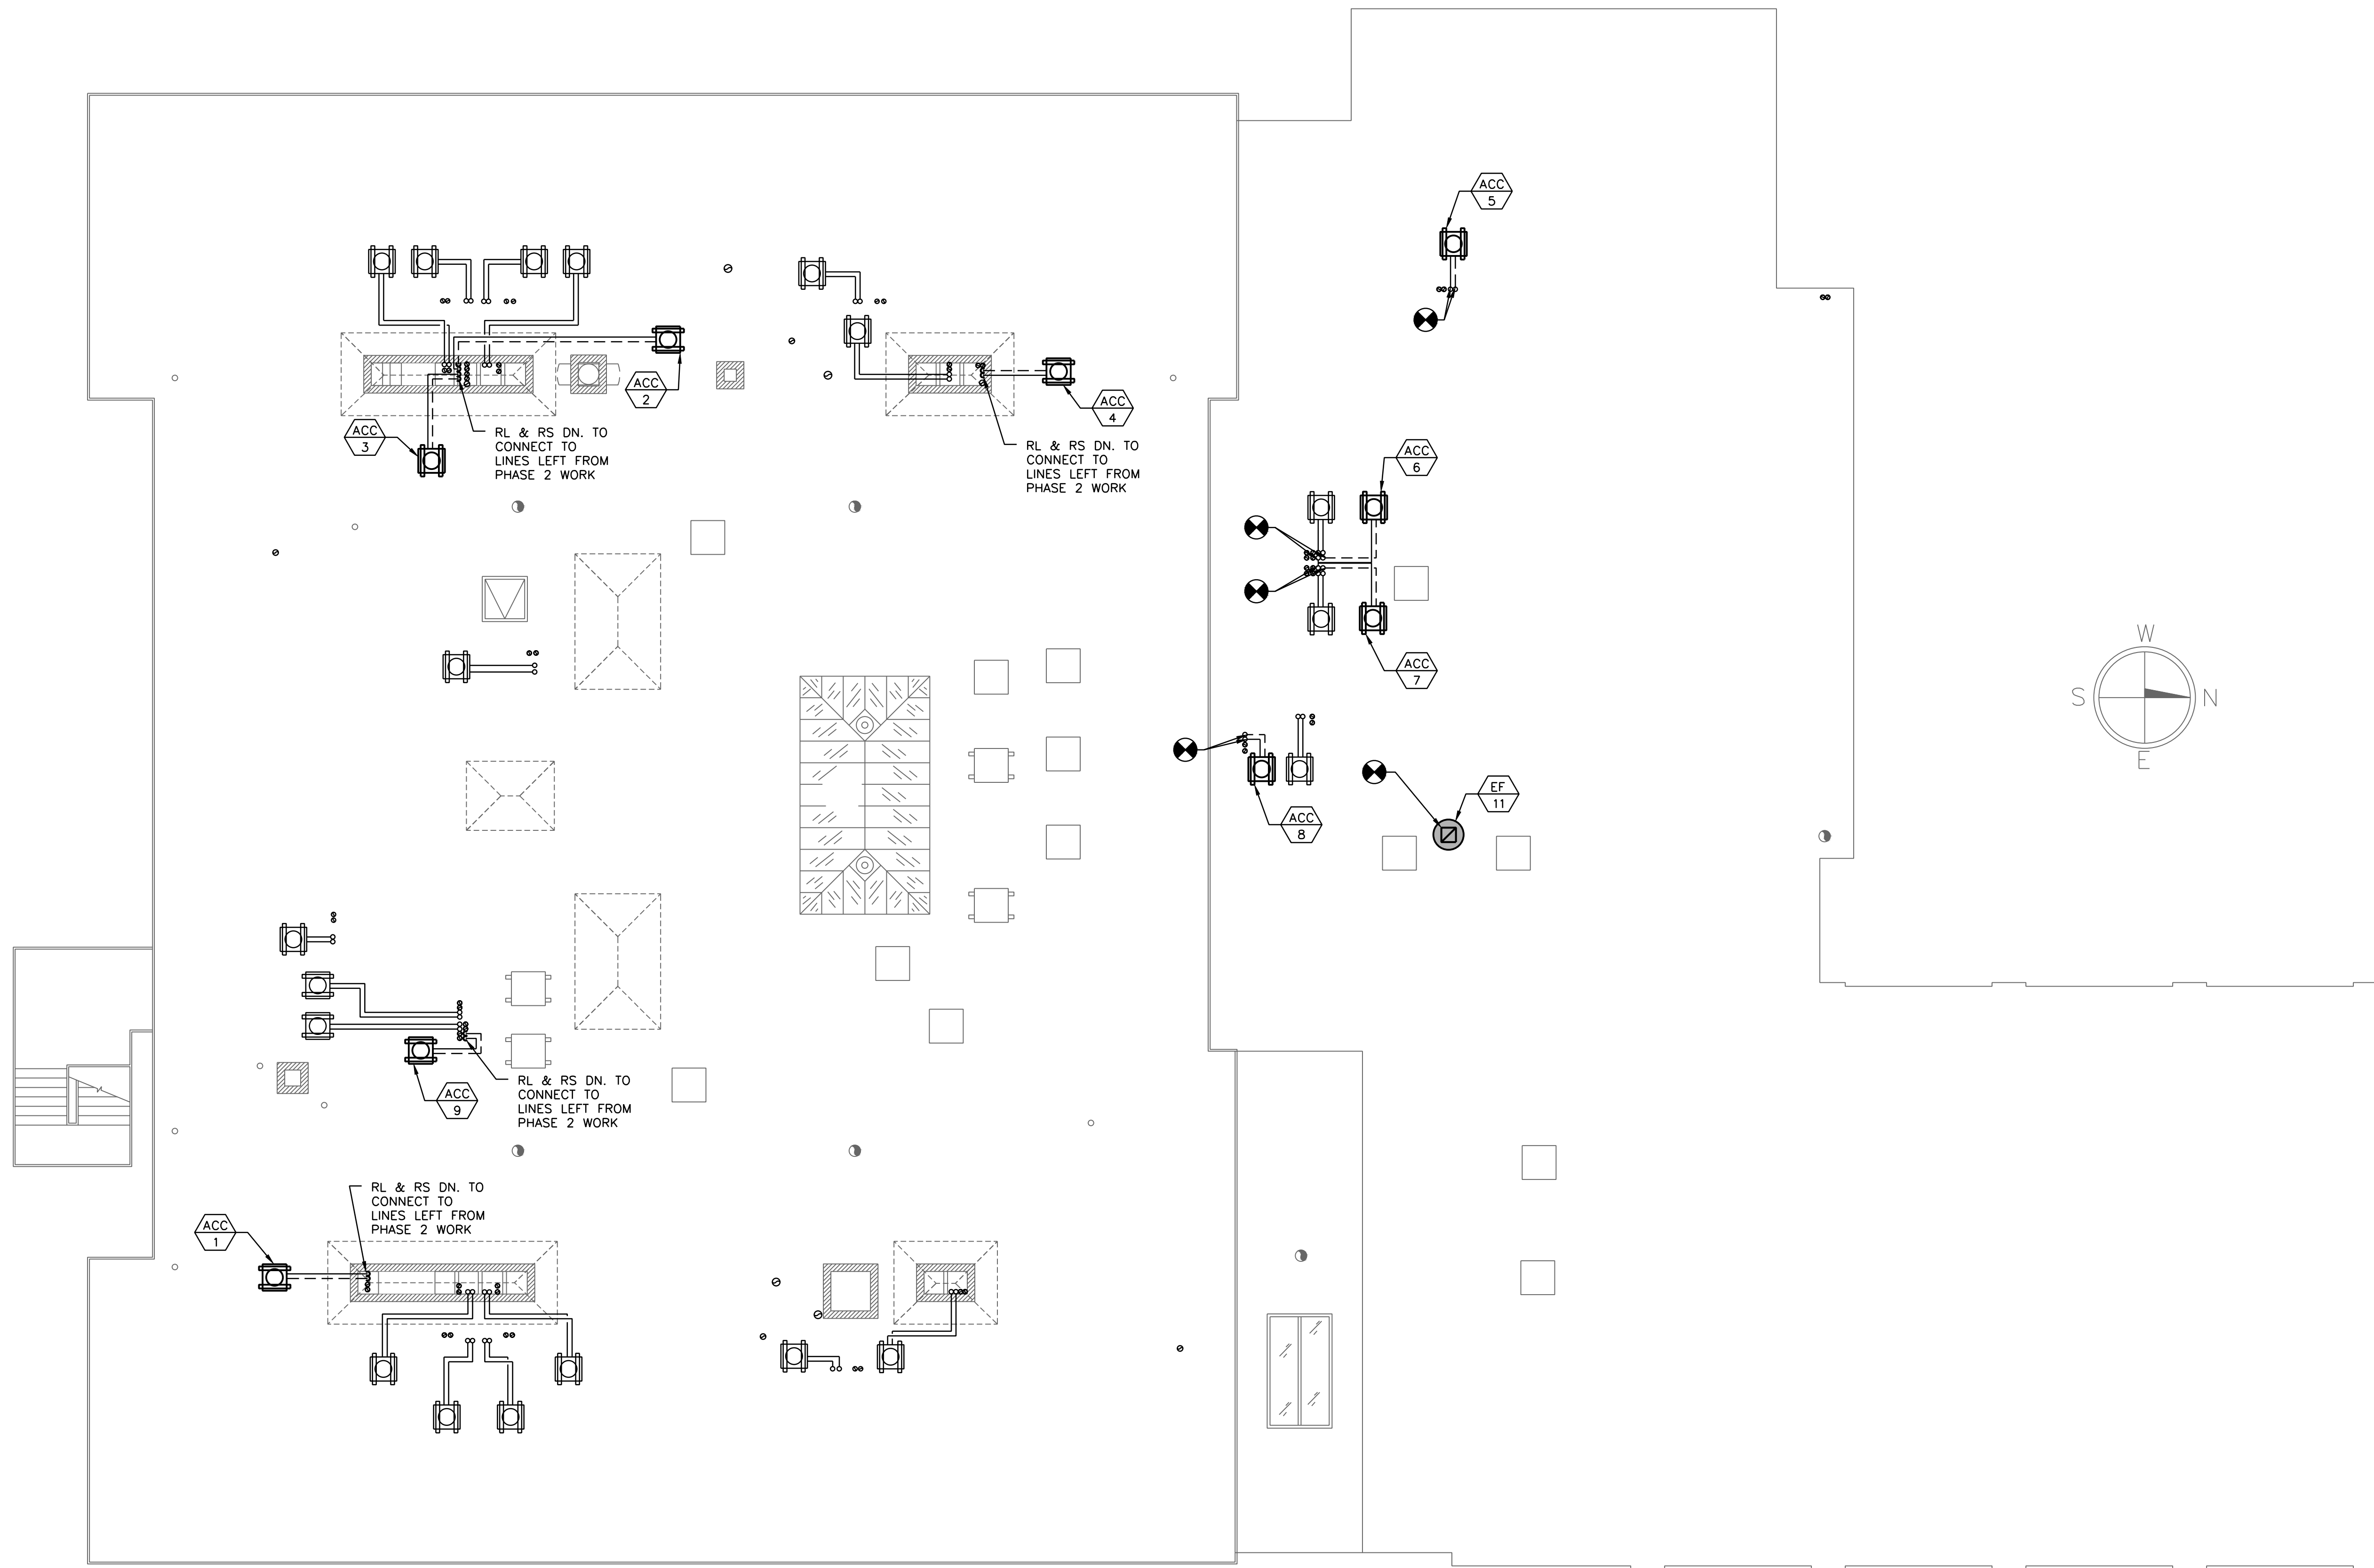 ACC
5
ACC
2
ACC
4
ACC
3
RL & RS DN. TO
CONNECT TO
LINES LEFT FROM
PHASE 2 WORK
RL & RS DN. TO
CONNECT TO
LINES LEFT FROM
PHASE 2 WORK
ACC
6
ACC
7
W
S
N
E
ACC
8
EF
11
ACC
9
RL & RS DN. TO
CONNECT TO
LINES LEFT FROM
PHASE 2 WORK
RL & RS DN. TO
CONNECT TO
LINES LEFT FROM
PHASE 2 WORK
ACC
1